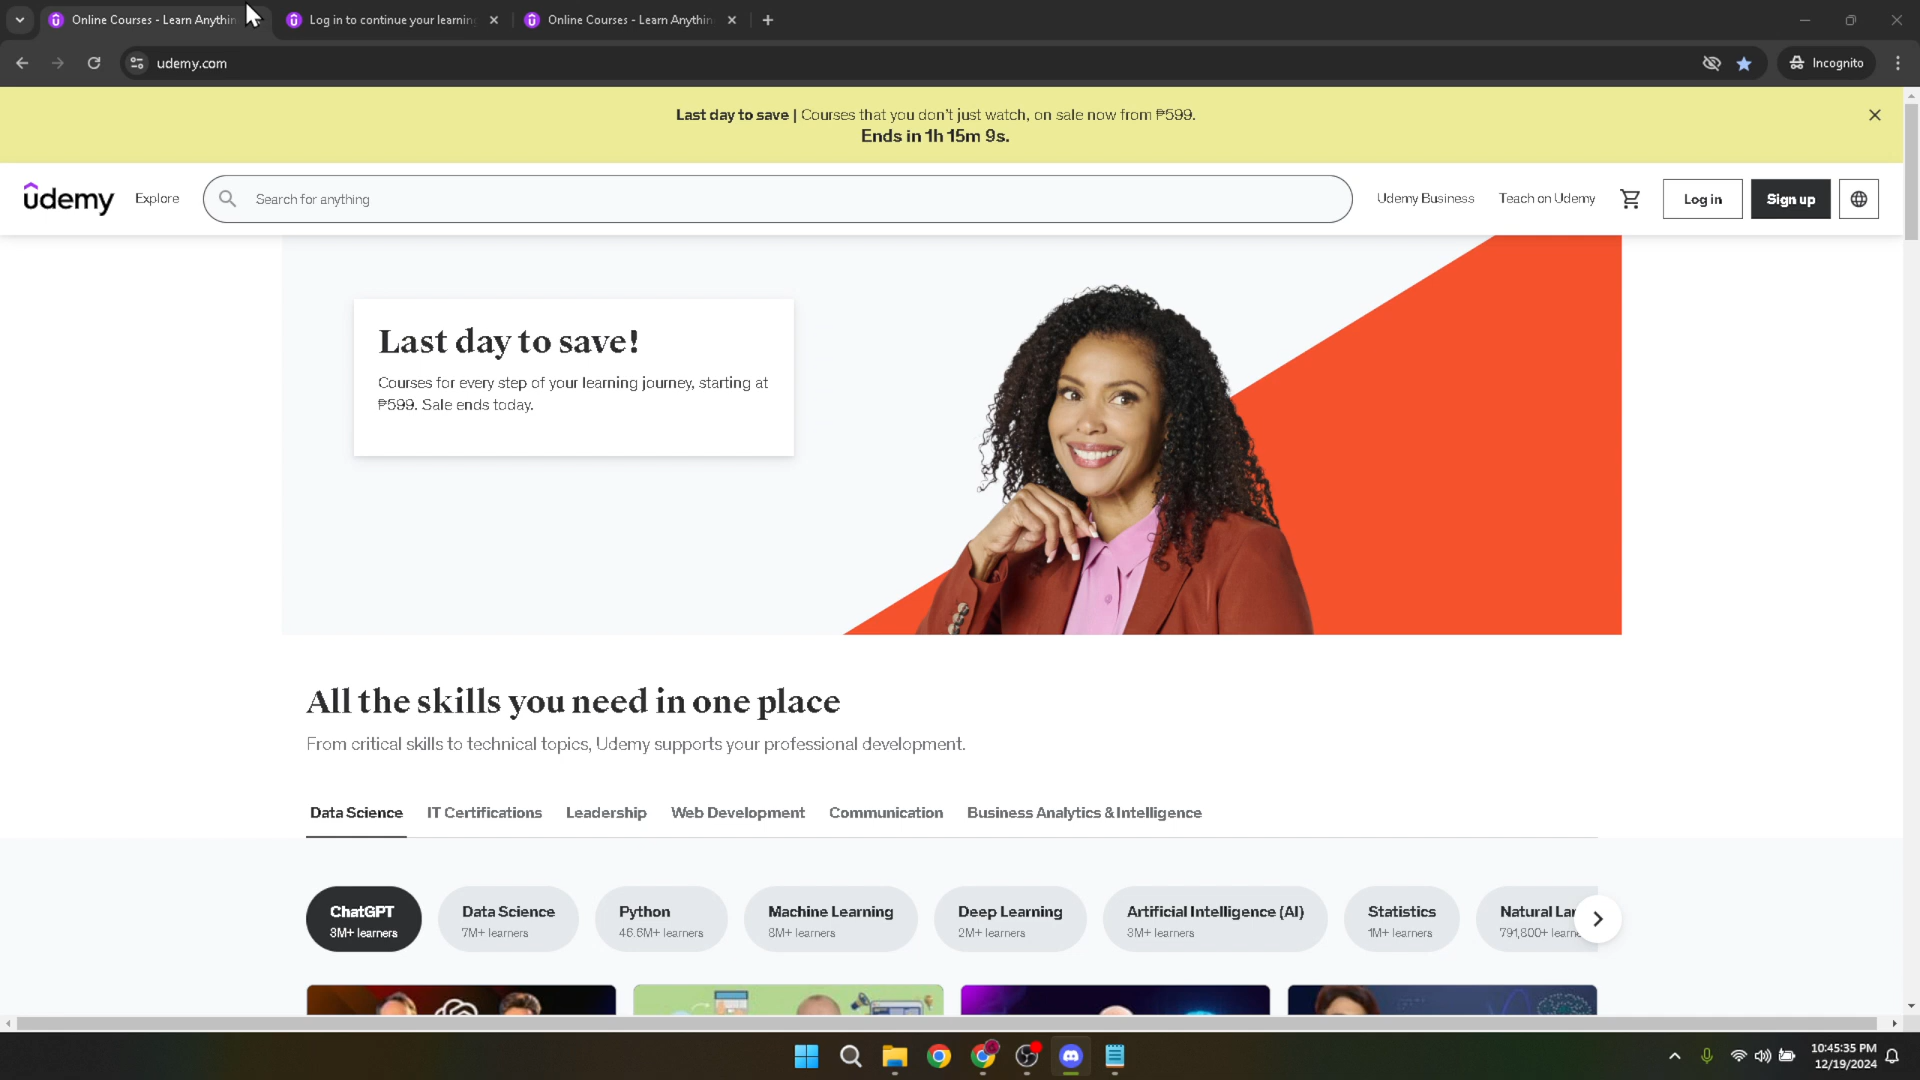 Online Courses - Learn Anythin
Log in to continue your learnin
Online Courses - Learn Anythin
udemy.com
Incognito
Last day to save | Courses that you don't just watch, on sale now from ₱599.
Ends in 1h 15m 9s.
udemy
Explore
Search for anything
Udemy Business
Teach on Udemy
Log in
Sign up
Last day to save!
Courses for every step of your learning journey, starting at
₱599. Sale ends today.
All the skills you need in one place
From critical skills to technical topics, Udemy supports your professional development.
Data Science
IT Certifications
Leadership
Web Development
Communication
Business Analytics & Intelligence
ChatGPT
3M+ learners
Data Science
7M+ learners
Python
46.6M+ learners
Machine Learning
8M+ learners
Deep Learning
2M+ learners
Artificial Intelligence (AI)
3M+ learners
Statistics
1M+ learners
Natural Lar
791,800+ learne
10:45:35 PM
12/19/2024